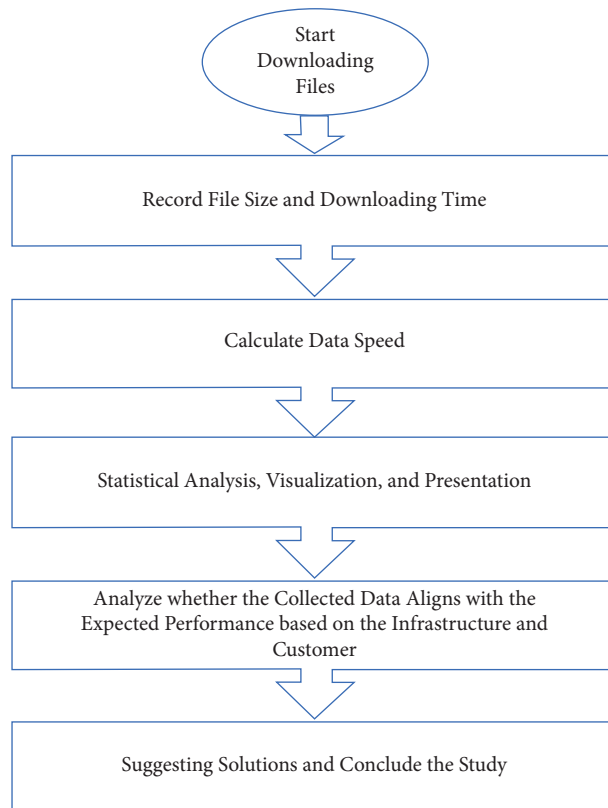 Start
Downloading
Files
Record File Size and Downloading Time
Calculate Data Speed
Statistical Analysis, Visualization, and Presentation
Analyze whether the Collected Data Aligns with the
Expected Performance based on the Infrastructure and
Customer
Suggesting Solutions and Conclude the Study